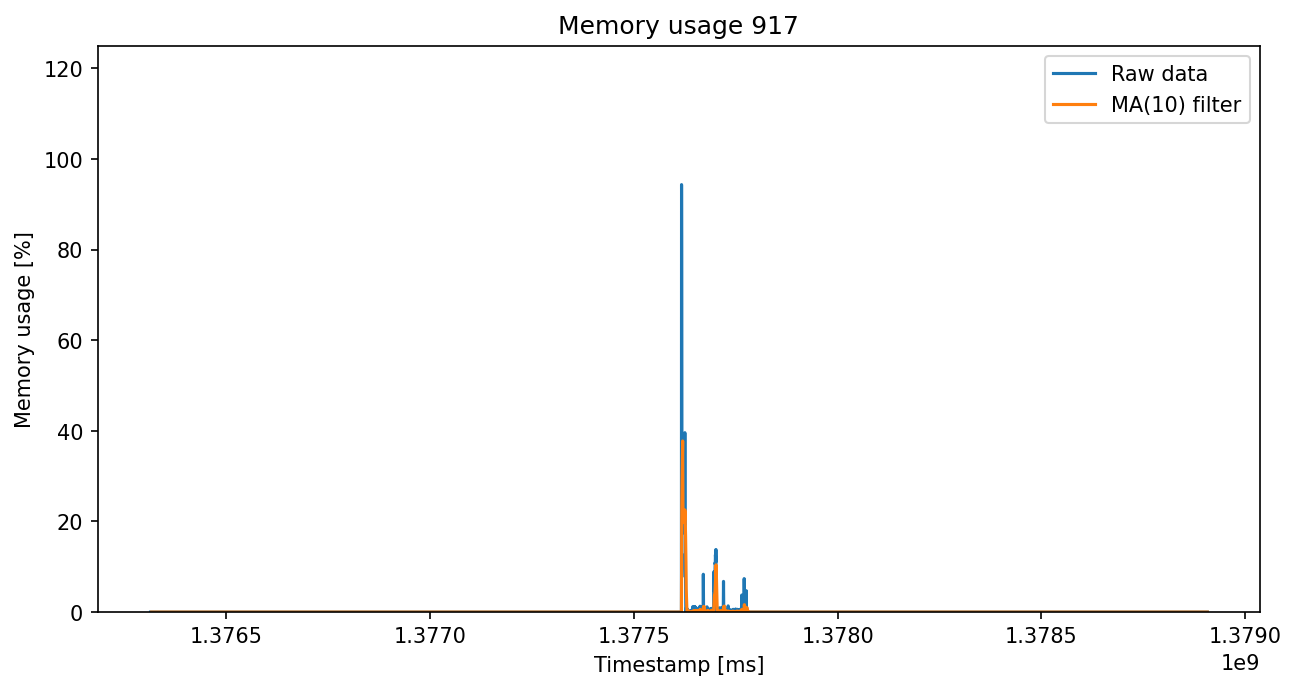 Memory usage 917
Raw data
MA(10) filter
Memory usage [%]
120
100
80
60
40
20
0
1.3765 1.3770 1.3775 1.3780 1.3785 1.3790
1e9
Timestamp [ms]